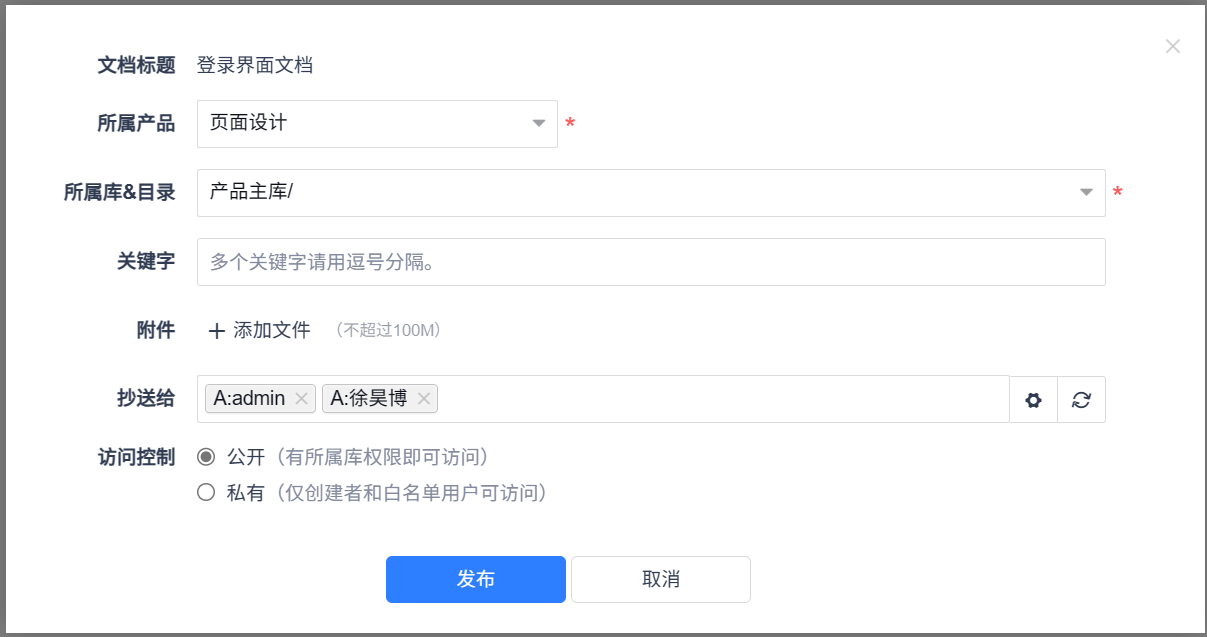 文档标题 登录界面文档
所属产品 页面设计 *
所属库&目录 产品主库/ *
关键字 多个关键字请用逗号分隔。
附件 添加文件 （不超过100M）
抄送给 A:admin A:徐昊博
访问控制 公开（有所属库权限即可访问）
私有（仅创建者和白名单用户可访问）
发布 取消